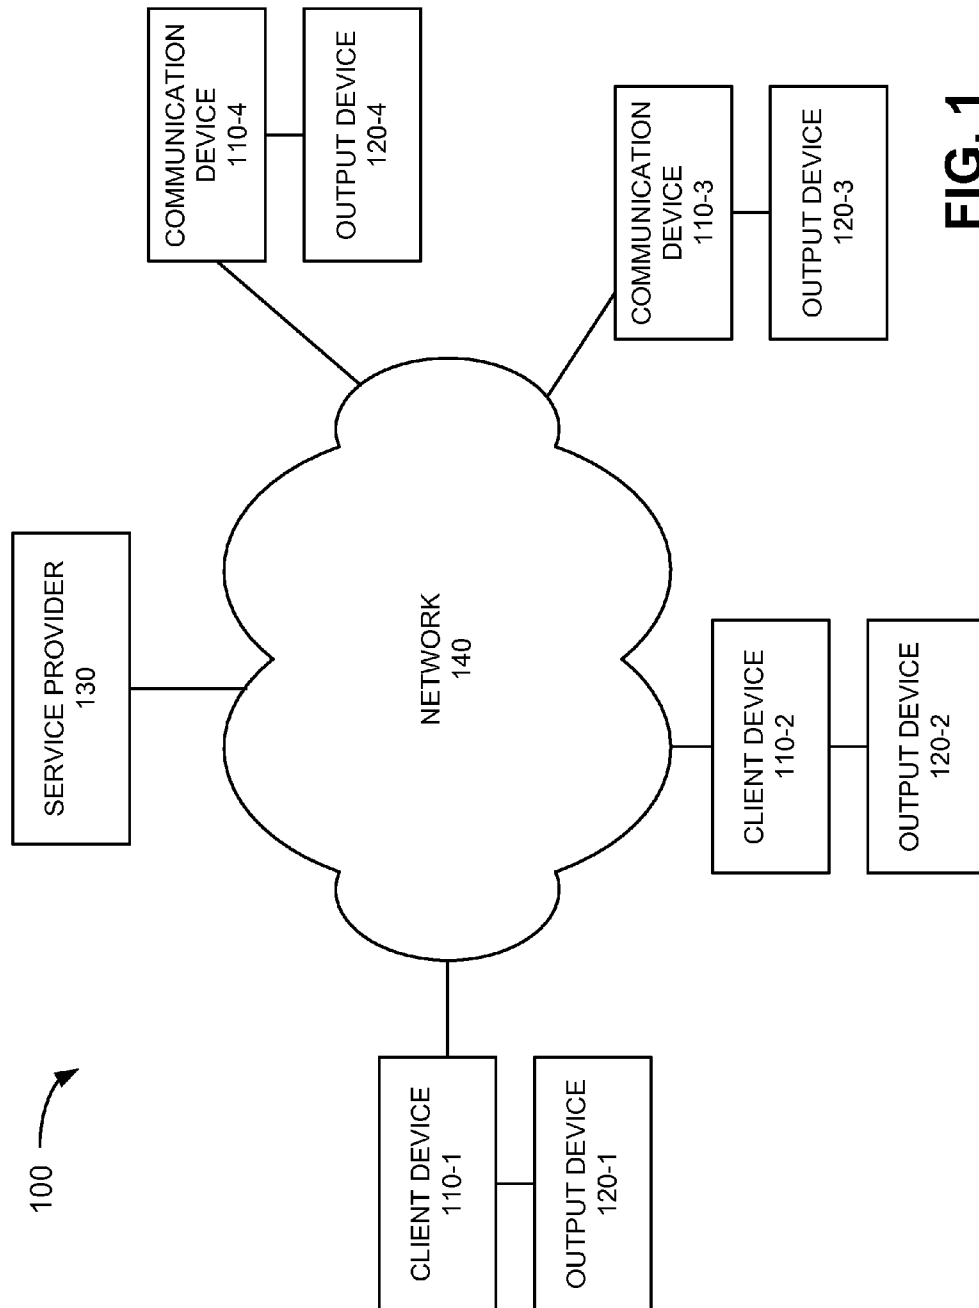 100
SERVICE PROVIDER
130
COMMUNICATION
DEVICE
110-4
OUTPUT DEVICE
120-4
NETWORK
140
CLIENT DEVICE
110-1
OUTPUT DEVICE
120-1
CLIENT DEVICE
110-2
OUTPUT DEVICE
120-2
COMMUNICATION
DEVICE
110-3
OUTPUT DEVICE
120-3
FIG. 1